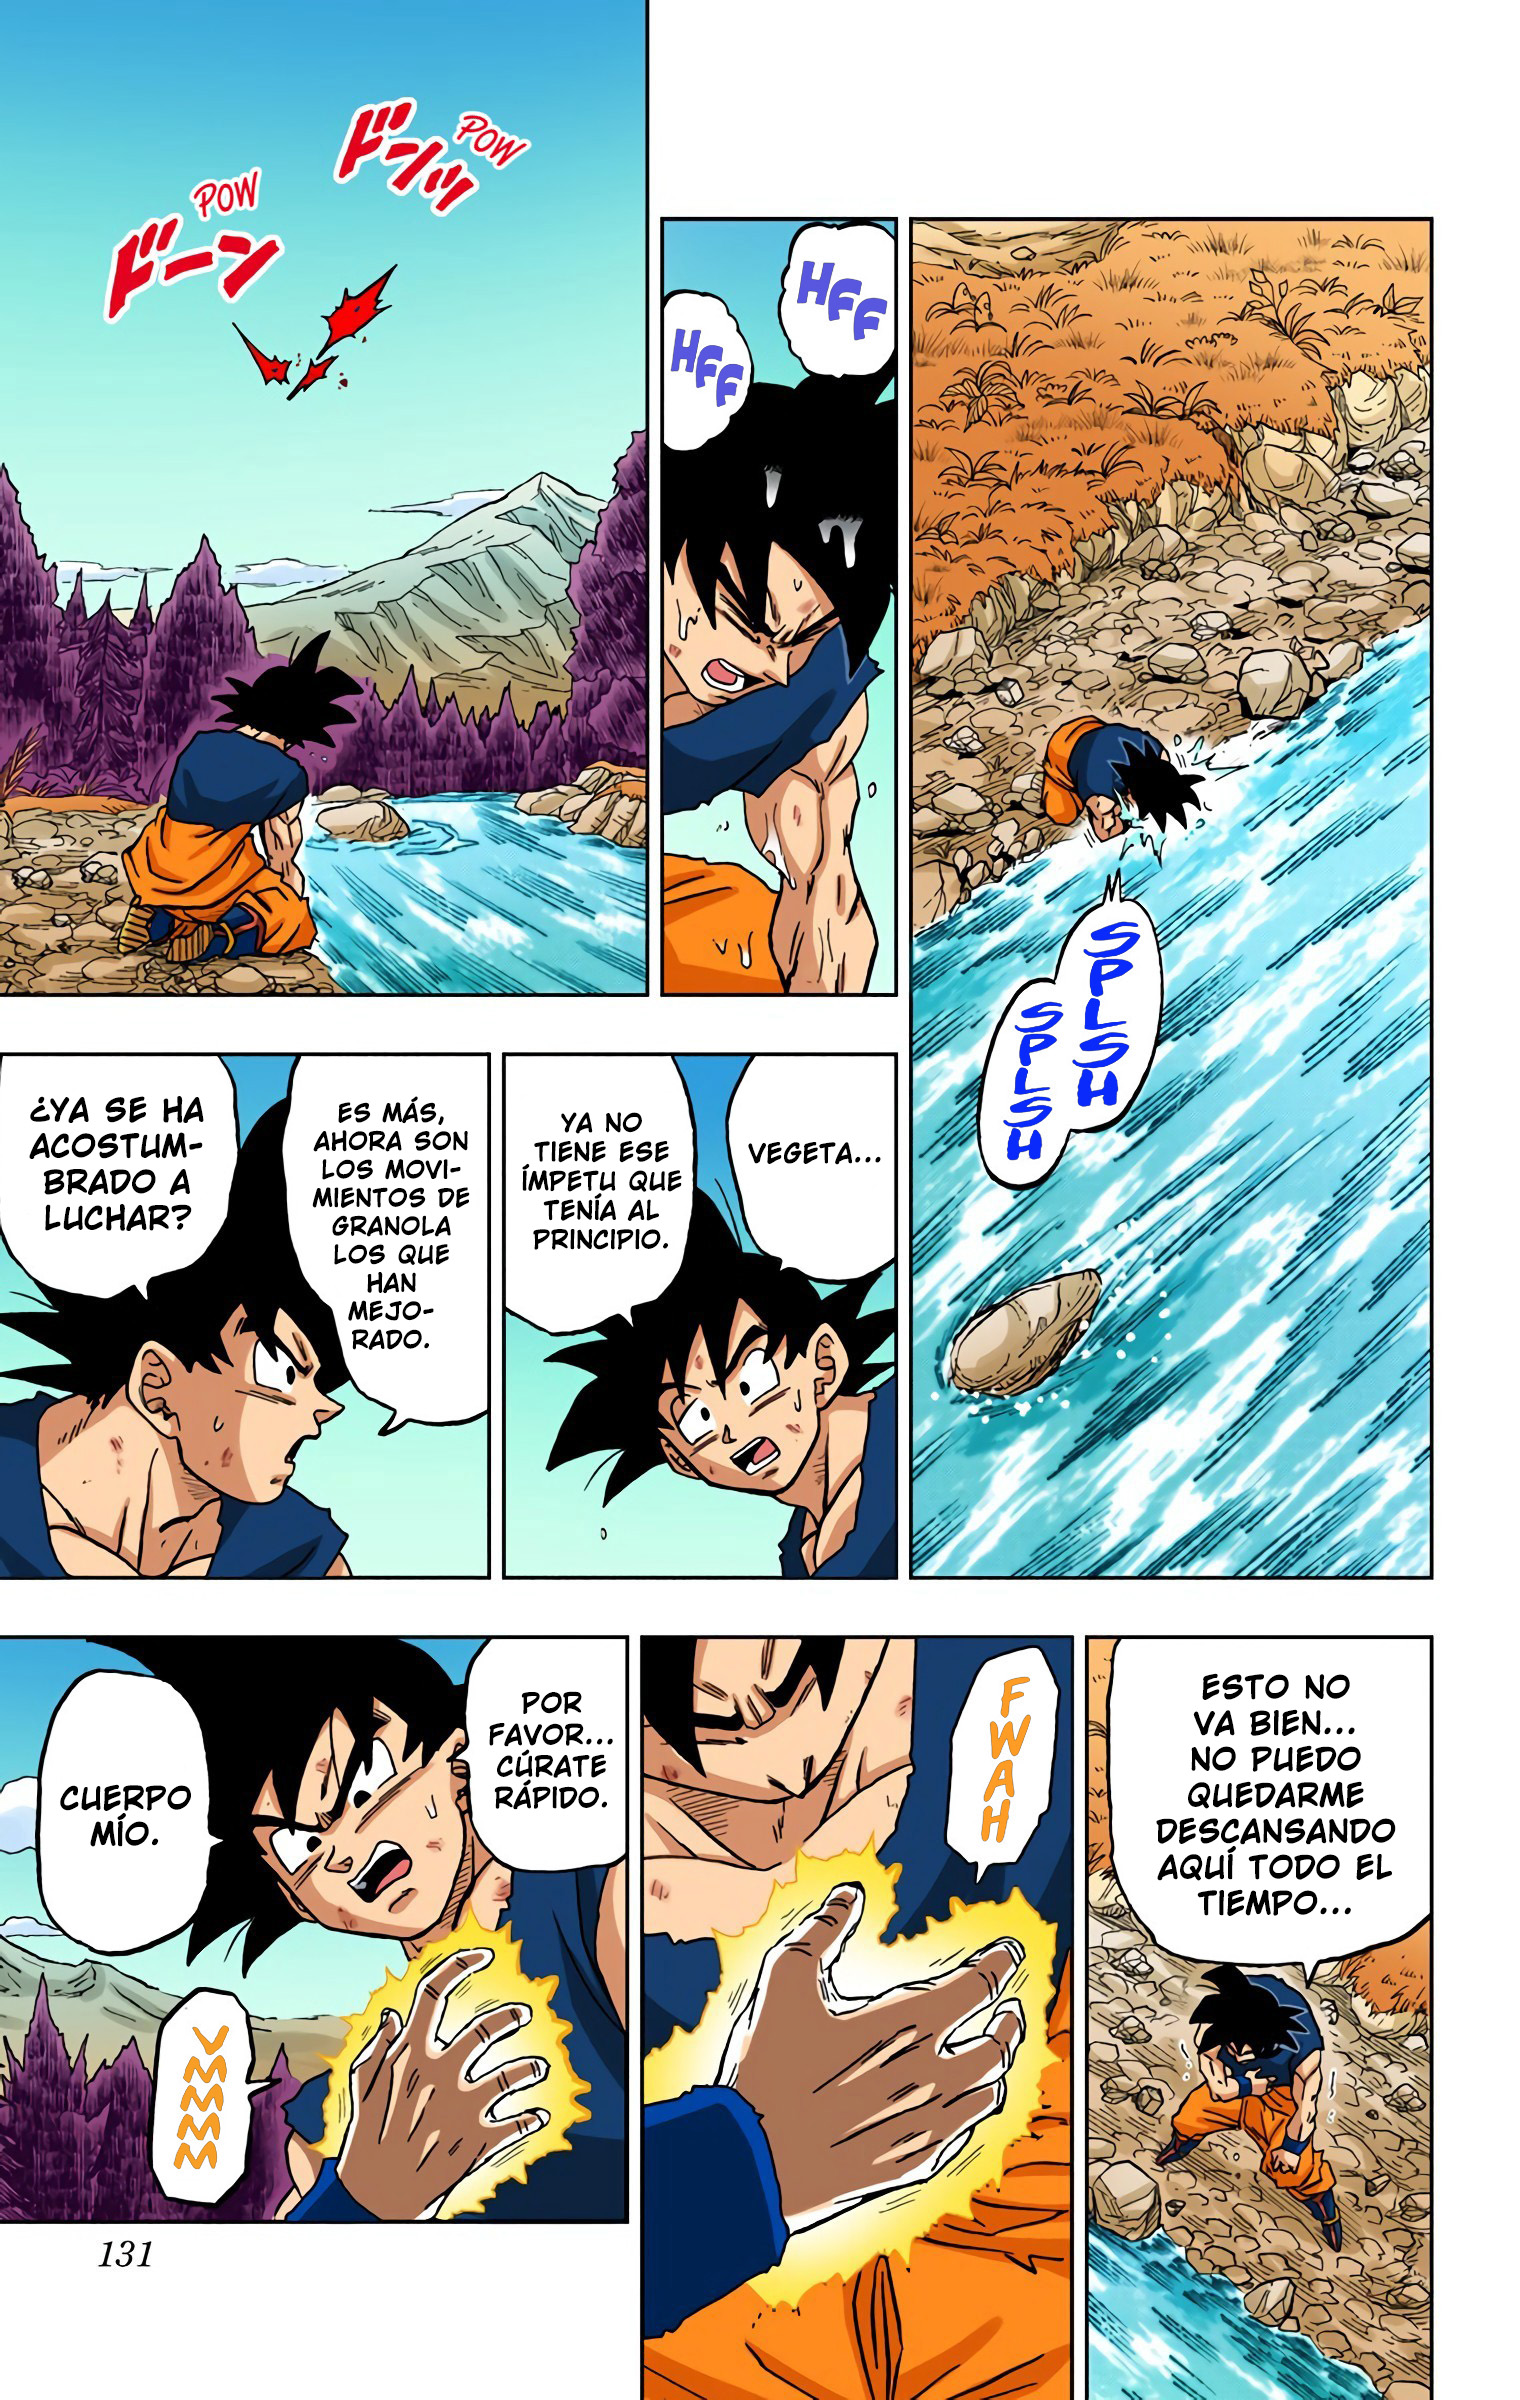 SPLSH
SPLSH
HFF
HFF
ドーンッ
POW
POW
ドーン
VEGETA...
YA NO
TIENE ESE
ÍMPETU QUE
TENÍA AL
PRINCIPIO.
ES MÁS,
AHORA SON
LOS MOVI-
MIENTOS DE
GRANOLA
LOS QUE
HAN
MEJO-
RADO.
¿YA SE HA
ACOSTUM-
BRADO A
LUCHAR?
ESTO NO
VA BIEN...
NO PUEDO
QUEDARME
DESCANSANDO
AQUÍ TODO EL
TIEMPO...
FWAH
POR
FAVOR...
CÚRATE
RÁPIDO.
CUERPO
MÍO.
VMMMM
131